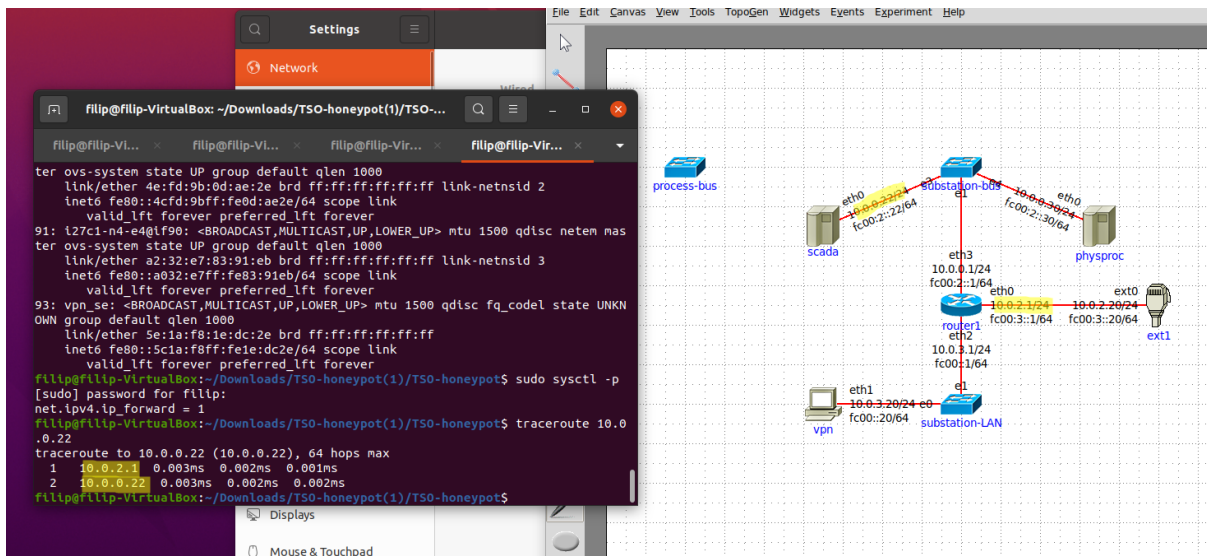 Settings
Network
Wired
filip@filip-VirtualBox: ~/Downloads/TSO-honeypot(1)/TSO-...
filip@filip-Vi... × filip@filip-Vi... × filip@filip-Vir... × filip@filip-Vir... ×
ter ovs-system state UP group default qlen 1000
link/ether 4e:fd:9b:0d:ae:2e brd ff:ff:ff:ff:ff:ff link-netnsid 2
inet6 fe80::4cfd:9bff:fe0d:ae2e/64 scope link
valid_lft forever preferred_lft forever
91: i27c1-n4-e4@if90: <BROADCAST,MULTICAST,UP,LOWER_UP> mtu 1500 qdisc netem mas
ter ovs-system state UP group default qlen 1000
link/ether a2:32:e7:83:91:eb brd ff:ff:ff:ff:ff:ff link-netnsid 3
inet6 fe80::a032:e7ff:fe83:91eb/64 scope link
valid_lft forever preferred_lft forever
93: vpn_se: <BROADCAST,MULTICAST,UP,LOWER_UP> mtu 1500 qdisc fq_codel state UNKN
OWN group default qlen 1000
link/ether 5e:1a:f8:1e:dc:2e brd ff:ff:ff:ff:ff:ff
inet6 fe80::5c1a:f8ff:fe1e:dc2e/64 scope link
valid_lft forever preferred_lft forever
filip@filip-VirtualBox:~/Downloads/TSO-honeypot(1)/TSO-honeypot$ sudo sysctl -p
[sudo] password for filip:
net.ipv4.ip_forward = 1
filip@filip-VirtualBox:~/Downloads/TSO-honeypot(1)/TSO-honeypot$ traceroute 10.0
.0.22
traceroute to 10.0.0.22 (10.0.0.22), 64 hops max
1 10.0.2.1 0.003ms 0.002ms 0.001ms
2 10.0.0.22 0.003ms 0.002ms 0.002ms
filip@filip-VirtualBox:~/Downloads/TSO-honeypot(1)/TSO-honeypot$
Displays
Mouse & Touchpad
File Edit Canvas View Tools TopoGen Widgets Events Experiment Help
process-bus
substation-bus
e3
e4
e1
eth0
10.0.0.22/24
fc00:2::22/64
scada
eth0
10.0.0.30/24
fc00:2::30/64
physproc
eth3
10.0.0.1/24
fc00:2::1/64
eth0
10.0.2.1/24
fc00:3::1/64
ext0
10.0.2.20/24
fc00:3::20/64
ext1
router1
eth2
10.0.3.1/24
fc00::1/64
eth1
10.0.3.20/24
fc00::20/64
vpn
e1
e0
substation-LAN